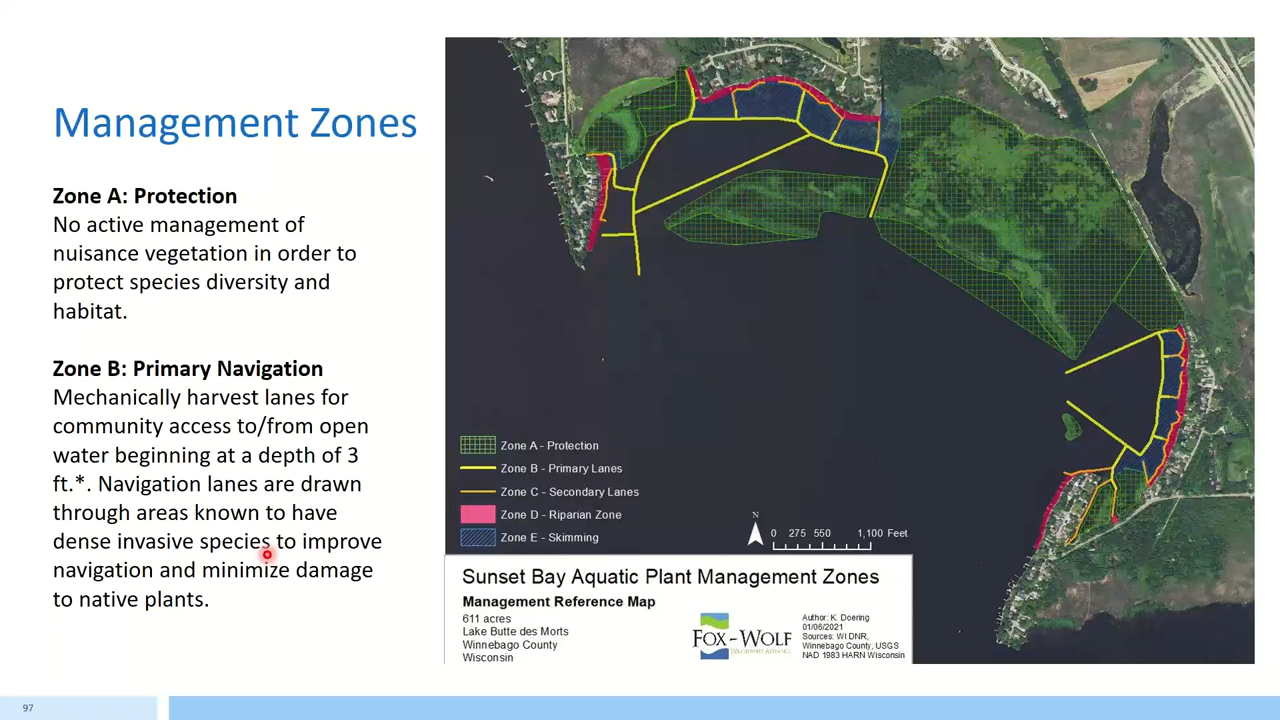 Management Zones
Zone A: Protection
No active management of
nuisance vegetation in order to
protect species diversity and
habitat.
Zone B: Primary Navigation
Mechanically harvest lanes for
community access to/from open
water beginning at a depth of 3
ft.*. Navigation lanes are drawn
through areas known to have
dense invasive species to improve
navigation and minimize damage
to native plants.
Zone A - Protection
Zone B - Primary Lanes
Zone C - Secondary Lanes
Zone D - Riparian Zone
Zone E - Skimming
N
0 275 550 1,100 Feet
Sunset Bay Aquatic Plant Management Zones
Management Reference Map
611 acres
Lake Butte des Morts
Winnebago County
Wisconsin
FOX-WOLF
WATERSHED ALLIANCE
Author: K. Doering
01/06/2021
Sources: WI DNR,
Winnebago County, USGS
NAD 1983 HARN Wisconsin
97